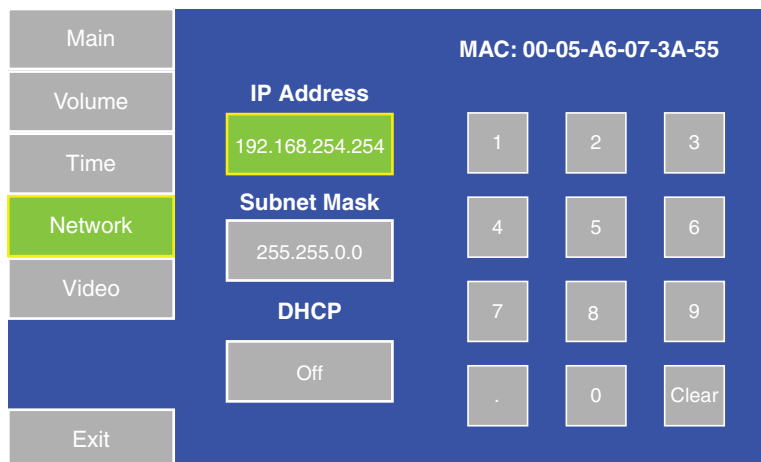 Main
Volume
Time
Network
Video
Exit
IP Address
192.168.254.254
Subnet Mask
255.255.0.0
DHCP
Off
MAC: 00-05-A6-07-3A-55
1 2 3
4 5 6
7 8 9
. 0 Clear